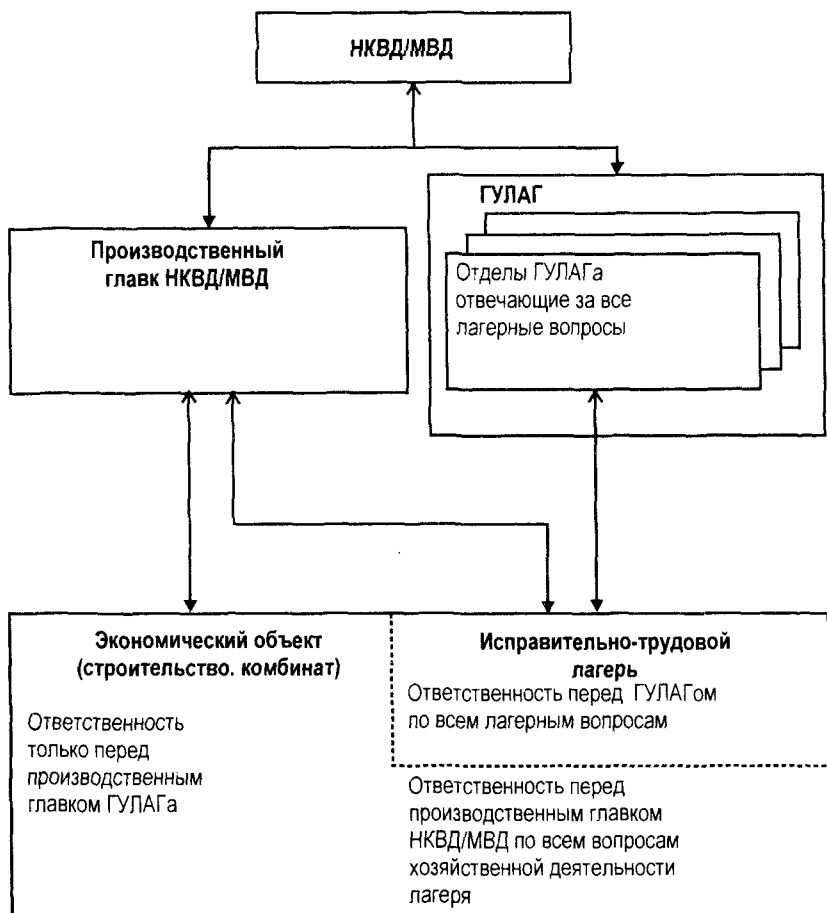 НКВД/МВД
ГУЛАГ
Производственный
главк НКВД/МВД
Отделы ГУЛАГа
отвечающие за все
лагерные вопросы
Экономический объект
(строительство. комбинат)
Ответственность
только перед
производственным
главком ГУЛАГа
Исправительно-трудовой
лагерь
Ответственность перед ГУЛАГом
по всем лагерным вопросам
Ответственность перед
производственным главком
НКВД/МВД по всем вопросам
хозяйственной деятельности
лагеря